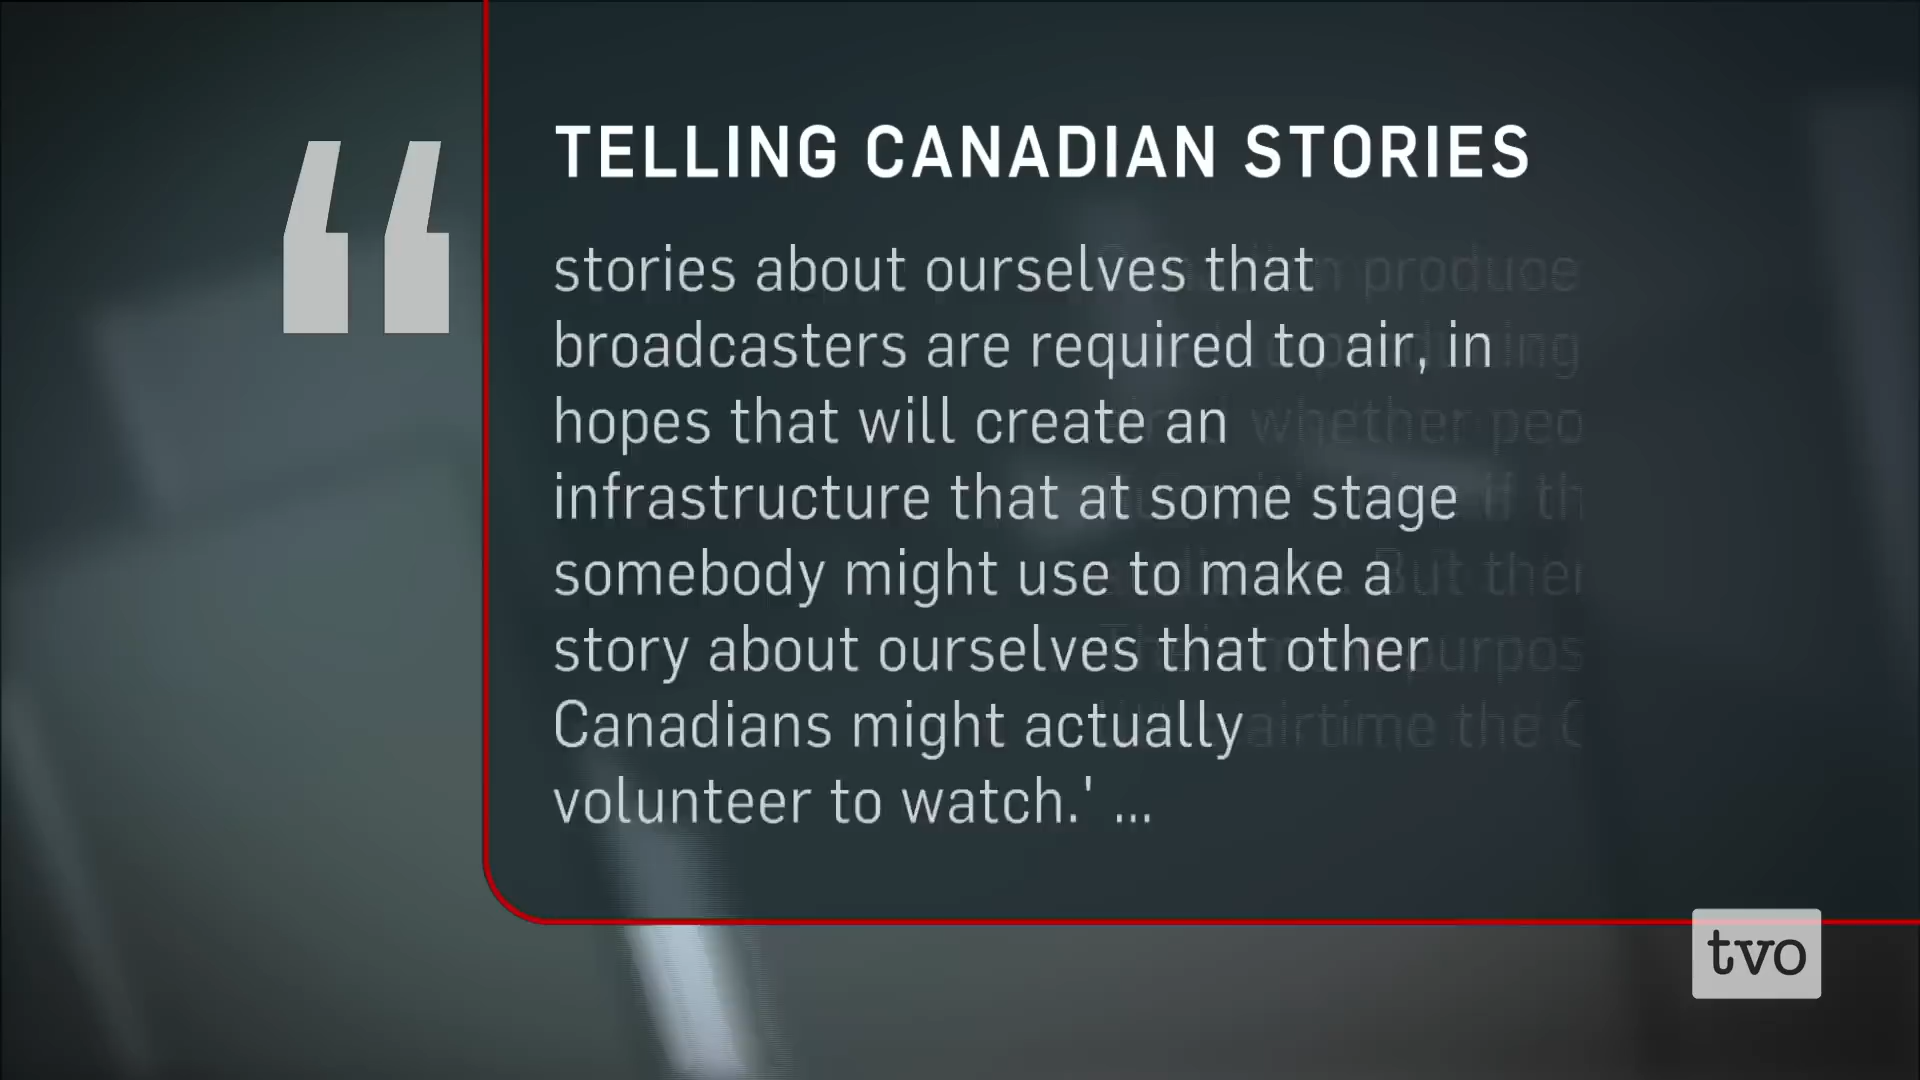 “
TELLING CANADIAN STORIES
stories about ourselves that
broadcasters are required to air, in
hopes that will create an
infrastructure that at some stage
somebody might use to make a
story about ourselves that other
Canadians might actually
volunteer to watch.' ...
tvo